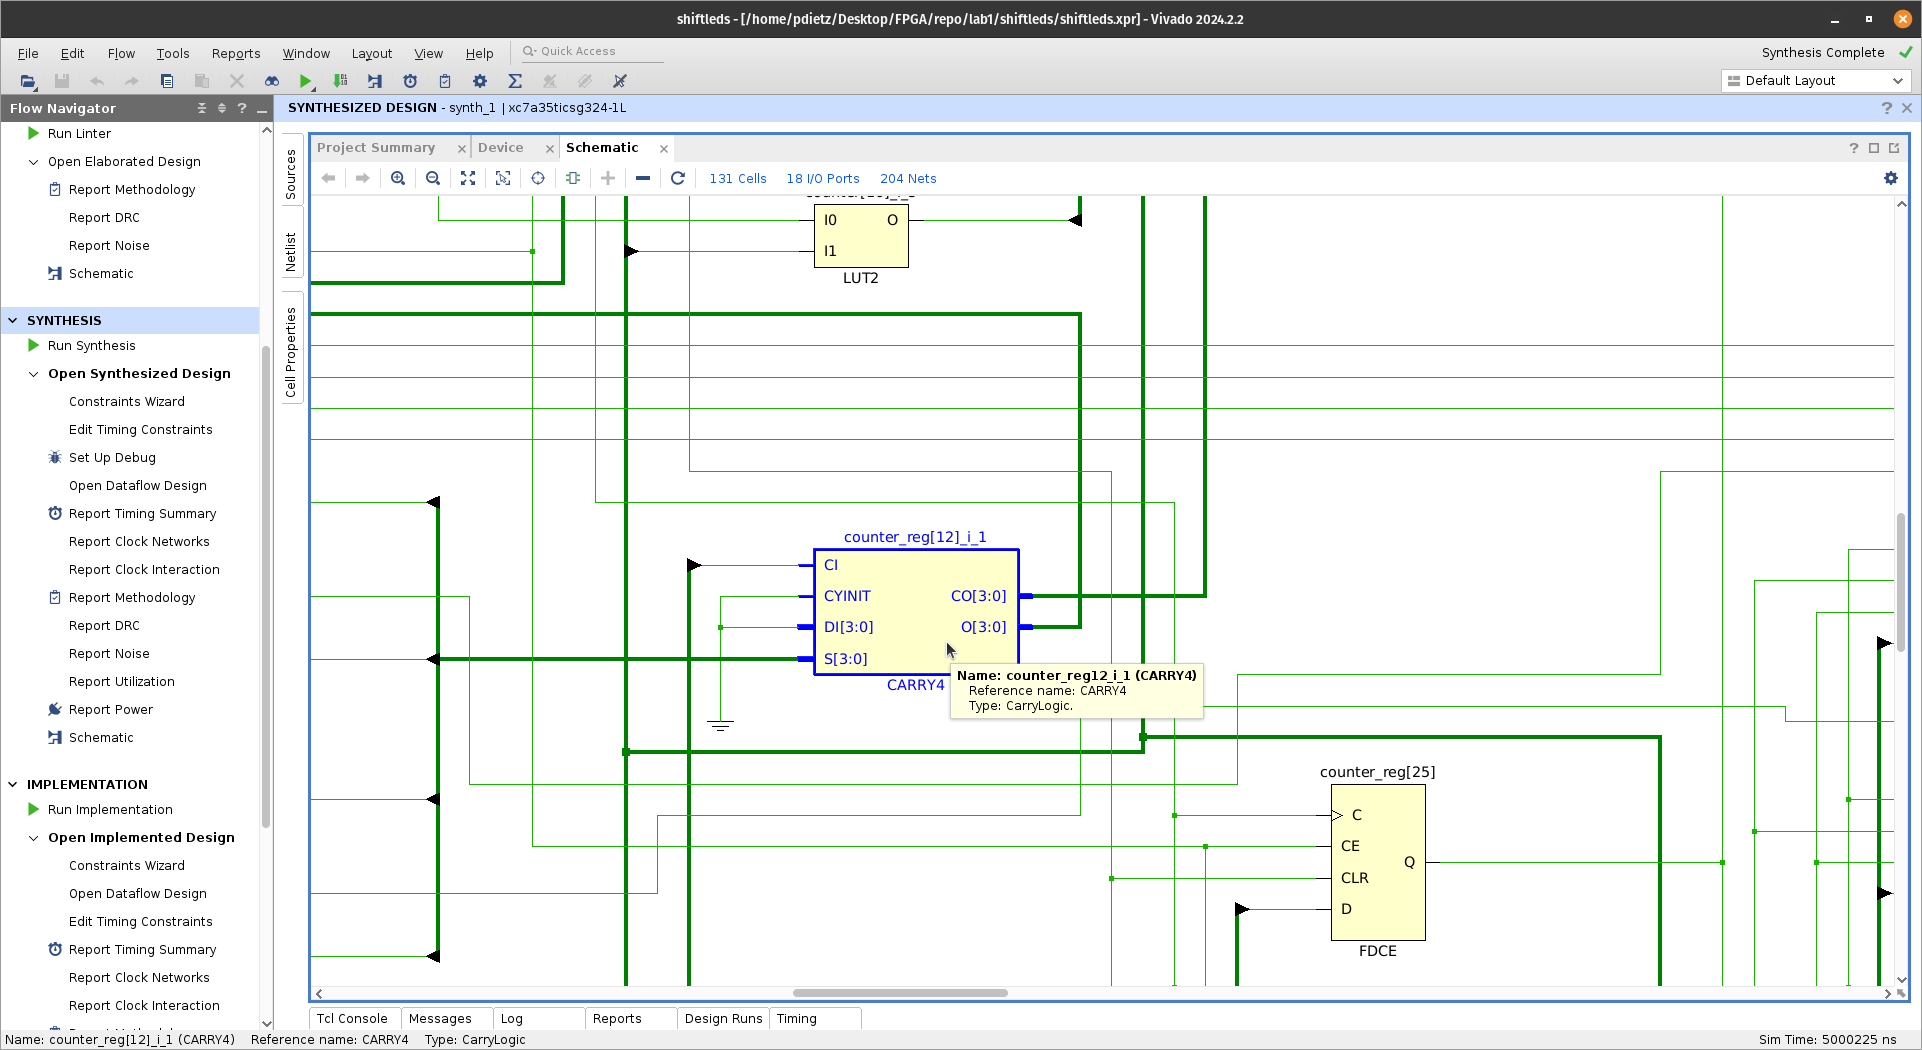 shiftleds - [/home/pdietz/Desktop/FPGA/repo/lab1/shiftleds/shiftleds.xpr] - Vivado 2024.2.2
File Edit Flow Tools Reports Window Layout View Help Quick Access Synthesis Complete
Default Layout
Flow Navigator
SYNTHESIZED DESIGN - synth_1 | xc7a35ticsg324-1L
Run Linter
Open Elaborated Design
Report Methodology
Report DRC
Report Noise
Schematic
SYNTHESIS
Run Synthesis
Open Synthesized Design
Constraints Wizard
Edit Timing Constraints
Set Up Debug
Open Dataflow Design
Report Timing Summary
Report Clock Networks
Report Clock Interaction
Report Methodology
Report DRC
Report Noise
Report Utilization
Report Power
Schematic
IMPLEMENTATION
Run Implementation
Open Implemented Design
Constraints Wizard
Open Dataflow Design
Edit Timing Constraints
Report Timing Summary
Report Clock Networks
Report Clock Interaction
Sources
Netlist
Cell Properties
Project Summary Device Schematic
131 Cells 18 I/O Ports 204 Nets
I0 O
I1
LUT2
counter_reg[12]_i_1
CI
CYINIT CO[3:0]
DI[3:0] O[3:0]
S[3:0]
CARRY4
Name: counter_reg12_i_1 (CARRY4)
Reference name: CARRY4
Type: CarryLogic.
counter_reg[25]
C
CE
Q
CLR
D
FDCE
Tcl Console Messages Log Reports Design Runs Timing
Name: counter_reg[12]_i_1 (CARRY4) Reference name: CARRY4 Type: CarryLogic Sim Time: 5000225 ns